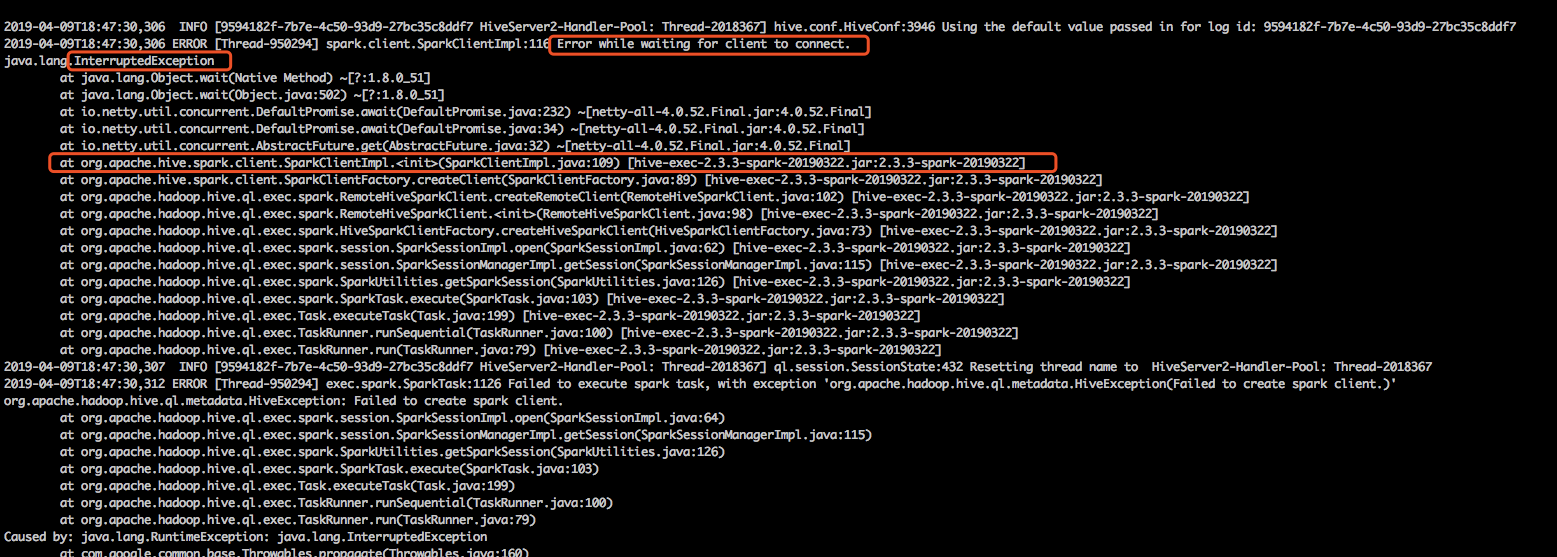 2019-04-09T18:47:30,306  INFO [9594182f-7b7e-4c50-93d9-27bc35c8ddf7 HiveServer2-Handler-Pool: Thread-2018367] hive.conf.HiveConf:3946 Using the default value passed in for log id: 9594182f-7b7e-4c50-93d9-27bc35c8ddf7
2019-04-09T18:47:30,306 ERROR [Thread-950294] spark.client.SparkClientImpl:116 Error while waiting for client to connect.
java.lang.InterruptedException
at java.lang.Object.wait(Native Method) ~[?:1.8.0_51]
at java.lang.Object.wait(Object.java:502) ~[?:1.8.0_51]
at io.netty.util.concurrent.DefaultPromise.await(DefaultPromise.java:232) ~[netty-all-4.0.52.Final.jar:4.0.52.Final]
at io.netty.util.concurrent.DefaultPromise.await(DefaultPromise.java:34) ~[netty-all-4.0.52.Final.jar:4.0.52.Final]
at io.netty.util.concurrent.AbstractFuture.get(AbstractFuture.java:32) ~[netty-all-4.0.52.Final.jar:4.0.52.Final]
at org.apache.hive.spark.client.SparkClientImpl.<init>(SparkClientImpl.java:109) [hive-exec-2.3.3-spark-20190322.jar:2.3.3-spark-20190322]
at org.apache.hive.spark.client.SparkClientFactory.createClient(SparkClientFactory.java:89) [hive-exec-2.3.3-spark-20190322.jar:2.3.3-spark-20190322]
at org.apache.hadoop.hive.ql.exec.spark.RemoteHiveSparkClient.createRemoteClient(RemoteHiveSparkClient.java:102) [hive-exec-2.3.3-spark-20190322.jar:2.3.3-spark-20190322]
at org.apache.hadoop.hive.ql.exec.spark.RemoteHiveSparkClient.<init>(RemoteHiveSparkClient.java:98) [hive-exec-2.3.3-spark-20190322.jar:2.3.3-spark-20190322]
at org.apache.hadoop.hive.ql.exec.spark.HiveSparkClientFactory.createHiveSparkClient(HiveSparkClientFactory.java:73) [hive-exec-2.3.3-spark-20190322.jar:2.3.3-spark-20190322]
at org.apache.hadoop.hive.ql.exec.spark.session.SparkSessionImpl.open(SparkSessionImpl.java:62) [hive-exec-2.3.3-spark-20190322.jar:2.3.3-spark-20190322]
at org.apache.hadoop.hive.ql.exec.spark.session.SparkSessionManagerImpl.getSession(SparkSessionManagerImpl.java:115) [hive-exec-2.3.3-spark-20190322.jar:2.3.3-spark-20190322]
at org.apache.hadoop.hive.ql.exec.spark.SparkUtilities.getSparkSession(SparkUtilities.java:126) [hive-exec-2.3.3-spark-20190322.jar:2.3.3-spark-20190322]
at org.apache.hadoop.hive.ql.exec.spark.SparkTask.execute(SparkTask.java:103) [hive-exec-2.3.3-spark-20190322.jar:2.3.3-spark-20190322]
at org.apache.hadoop.hive.ql.exec.Task.executeTask(Task.java:199) [hive-exec-2.3.3-spark-20190322.jar:2.3.3-spark-20190322]
at org.apache.hadoop.hive.ql.exec.TaskRunner.runSequential(TaskRunner.java:100) [hive-exec-2.3.3-spark-20190322.jar:2.3.3-spark-20190322]
at org.apache.hadoop.hive.ql.exec.TaskRunner.run(TaskRunner.java:79) [hive-exec-2.3.3-spark-20190322.jar:2.3.3-spark-20190322]
2019-04-09T18:47:30,307  INFO [9594182f-7b7e-4c50-93d9-27bc35c8ddf7 HiveServer2-Handler-Pool: Thread-2018367] ql.session.SessionState:432 Resetting thread name to  HiveServer2-Handler-Pool: Thread-2018367
2019-04-09T18:47:30,312 ERROR [Thread-950294] exec.spark.SparkTask:1126 Failed to execute spark task, with exception 'org.apache.hadoop.hive.ql.metadata.HiveException(Failed to create spark client.)'
org.apache.hadoop.hive.ql.metadata.HiveException: Failed to create spark client.
at org.apache.hadoop.hive.ql.exec.spark.session.SparkSessionImpl.open(SparkSessionImpl.java:64)
at org.apache.hadoop.hive.ql.exec.spark.session.SparkSessionManagerImpl.getSession(SparkSessionManagerImpl.java:115)
at org.apache.hadoop.hive.ql.exec.spark.SparkUtilities.getSparkSession(SparkUtilities.java:126)
at org.apache.hadoop.hive.ql.exec.spark.SparkTask.execute(SparkTask.java:103)
at org.apache.hadoop.hive.ql.exec.Task.executeTask(Task.java:199)
at org.apache.hadoop.hive.ql.exec.TaskRunner.runSequential(TaskRunner.java:100)
at org.apache.hadoop.hive.ql.exec.TaskRunner.run(TaskRunner.java:79)
Caused by: java.lang.RuntimeException: java.lang.InterruptedException
at com.google.common.base.Throwables.propagate(Throwables.java:160)